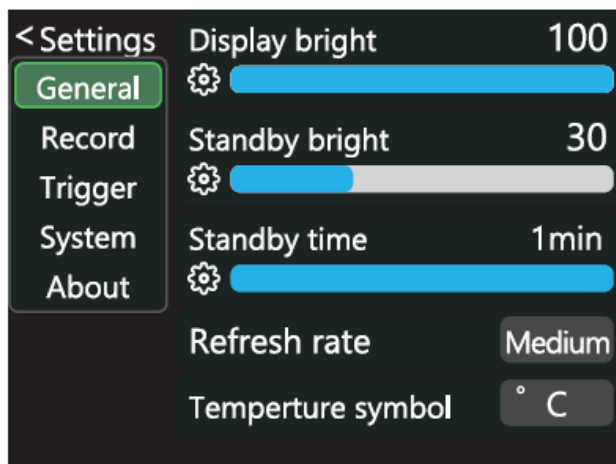 < Settings
General
Record
Trigger
System
About
Display bright 100
Standby bright 30
Standby time 1min
Refresh rate Medium
Temperture symbol ° C